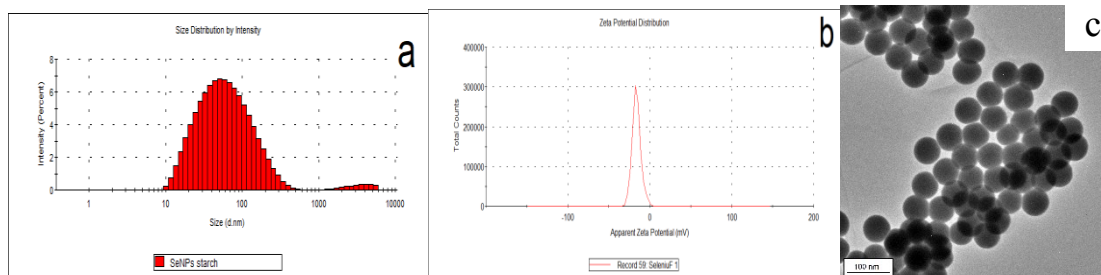 Size Distribution by Intensity
a
8
6
4
2
0
Intensity (Percent)
1 10 100 1000 10000
Size (d.nm)
SeNPs starch
Zeta Potential Distribution
b
400000
300000
200000
100000
0
Total Counts
-100 0 100 200
Apparent Zeta Potential (mV)
Record 59: SeleniuF 1
c
100 nm